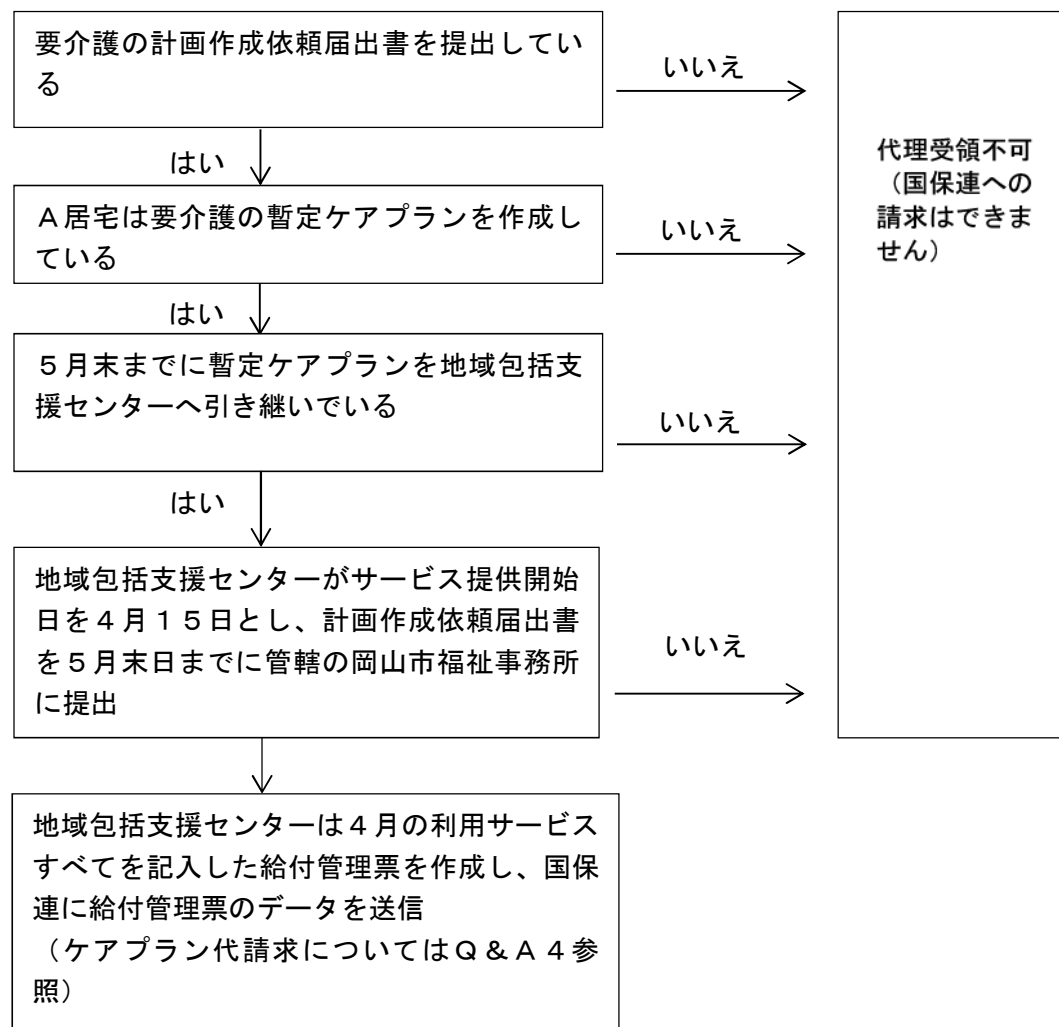 要介護の計画作成依頼届出書を提出してい
る
いいえ
はい
A居宅は要介護の暫定ケアプランを作成し
ている
いいえ
はい
5月末までに暫定ケアプランを地域包括支
援センターへ引き継いでいる
いいえ
はい
地域包括支援センターがサービス提供開始
日を4月15日とし、計画作成依頼届出書
を5月末日までに管轄の岡山市福祉事務所
に提出
いいえ
代理受領不可
(国保連への
請求はできま
せん)
地域包括支援センターは4月の利用サービス
すべてを記入した給付管理票を作成し、国保
連に給付管理票のデータを送信
(ケアプラン代請求についてはQ&A4参
照)